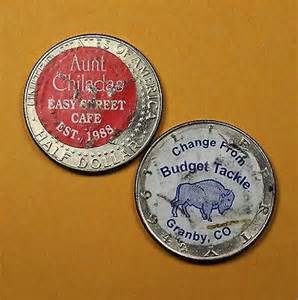 UNITED STATES OF AMERICA
Aunt
Chiladas
EASY STREET
CAFE
EST. 1988
HALF DOLLAR
Change From
Budget Tackle
Granby, CO
LIBERTY